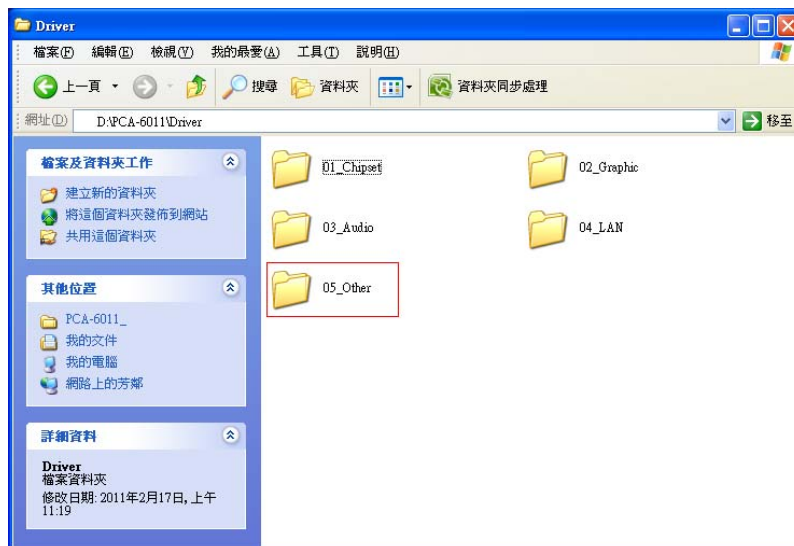 Driver
檔案(F) 編輯(E) 檢視(V) 我的最愛(A) 工具(T) 說明(H)
上一頁 搜尋 資料夾 資料夾同步處理
網址(D) D:\PCA-6011\Driver 移至
檔案及資料夾工作
建立新的資料夾
將這個資料夾發佈到網站
共用這個資料夾
其他位置
PCA-6011_
我的文件
我的電腦
網路上的芳鄰
詳細資料
Driver
檔案資料夾
修改日期: 2011年2月17日, 上午
11:19
01_Chipset 02_Graphic
03_Audio 04_LAN
05_Other